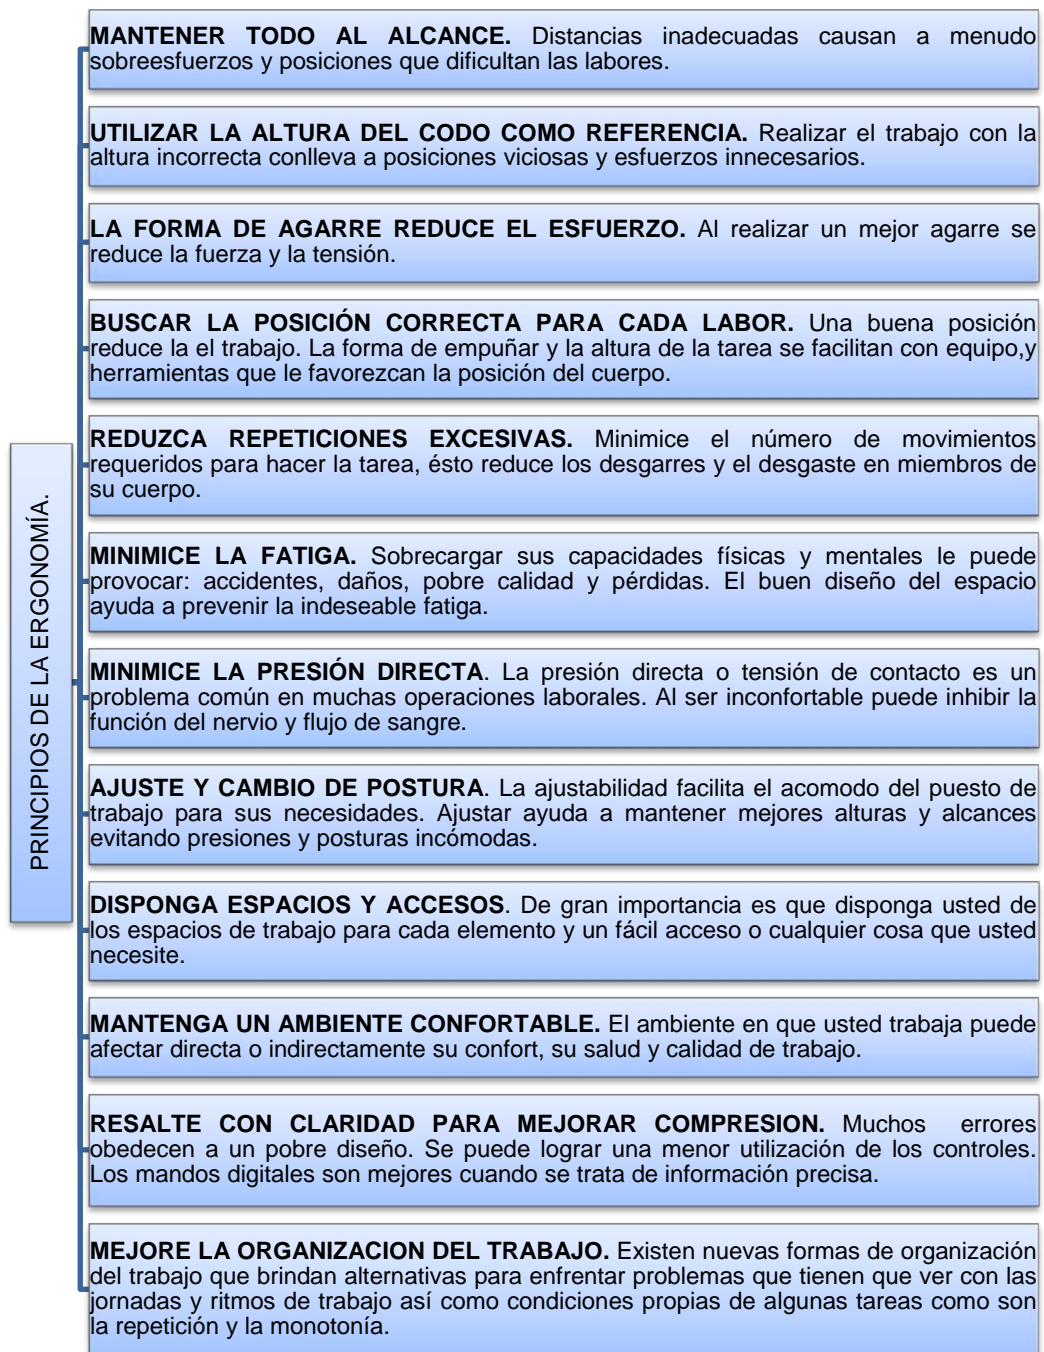 PRINCIPIOS DE LA ERGONOMÍA.
MANTENER TODO AL ALCANCE. Distancias inadecuadas causan a menudo
sobreesfuerzos y posiciones que dificultan las labores.
UTILIZAR LA ALTURA DEL CODO COMO REFERENCIA. Realizar el trabajo con la
altura incorrecta conlleva a posiciones viciosas y esfuerzos innecesarios.
LA FORMA DE AGARRE REDUCE EL ESFUERZO. Al realizar un mejor agarre se
reduce la fuerza y la tensión.
BUSCAR LA POSICIÓN CORRECTA PARA CADA LABOR. Una buena posición
reduce la el trabajo. La forma de empuñar y la altura de la tarea se facilitan con equipo,y
herramientas que le favorezcan la posición del cuerpo.
REDUZCA REPETICIONES EXCESIVAS. Minimice el número de movimientos
requeridos para hacer la tarea, ésto reduce los desgarres y el desgaste en miembros de
su cuerpo.
MINIMICE LA FATIGA. Sobrecargar sus capacidades físicas y mentales le puede
provocar: accidentes, daños, pobre calidad y pérdidas. El buen diseño del espacio
ayuda a prevenir la indeseable fatiga.
MINIMICE LA PRESIÓN DIRECTA. La presión directa o tensión de contacto es un
problema común en muchas operaciones laborales. Al ser inconfortable puede inhibir la
función del nervio y flujo de sangre.
AJUSTE Y CAMBIO DE POSTURA. La ajustabilidad facilita el acomodo del puesto de
trabajo para sus necesidades. Ajustar ayuda a mantener mejores alturas y alcances
evitando presiones y posturas incómodas.
DISPONGA ESPACIOS Y ACCESOS. De gran importancia es que disponga usted de
los espacios de trabajo para cada elemento y un fácil acceso o cualquier cosa que usted
necesite.
MANTENGA UN AMBIENTE CONFORTABLE. El ambiente en que usted trabaja puede
afectar directa o indirectamente su confort, su salud y calidad de trabajo.
RESALTE CON CLARIDAD PARA MEJORAR COMPRESION. Muchos errores
obedecen a un pobre diseño. Se puede lograr una menor utilización de los controles.
Los mandos digitales son mejores cuando se trata de información precisa.
MEJORE LA ORGANIZACION DEL TRABAJO. Existen nuevas formas de organización
del trabajo que brindan alternativas para enfrentar problemas que tienen que ver con las
jornadas y ritmos de trabajo así como condiciones propias de algunas tareas como son
la repetición y la monotonía.